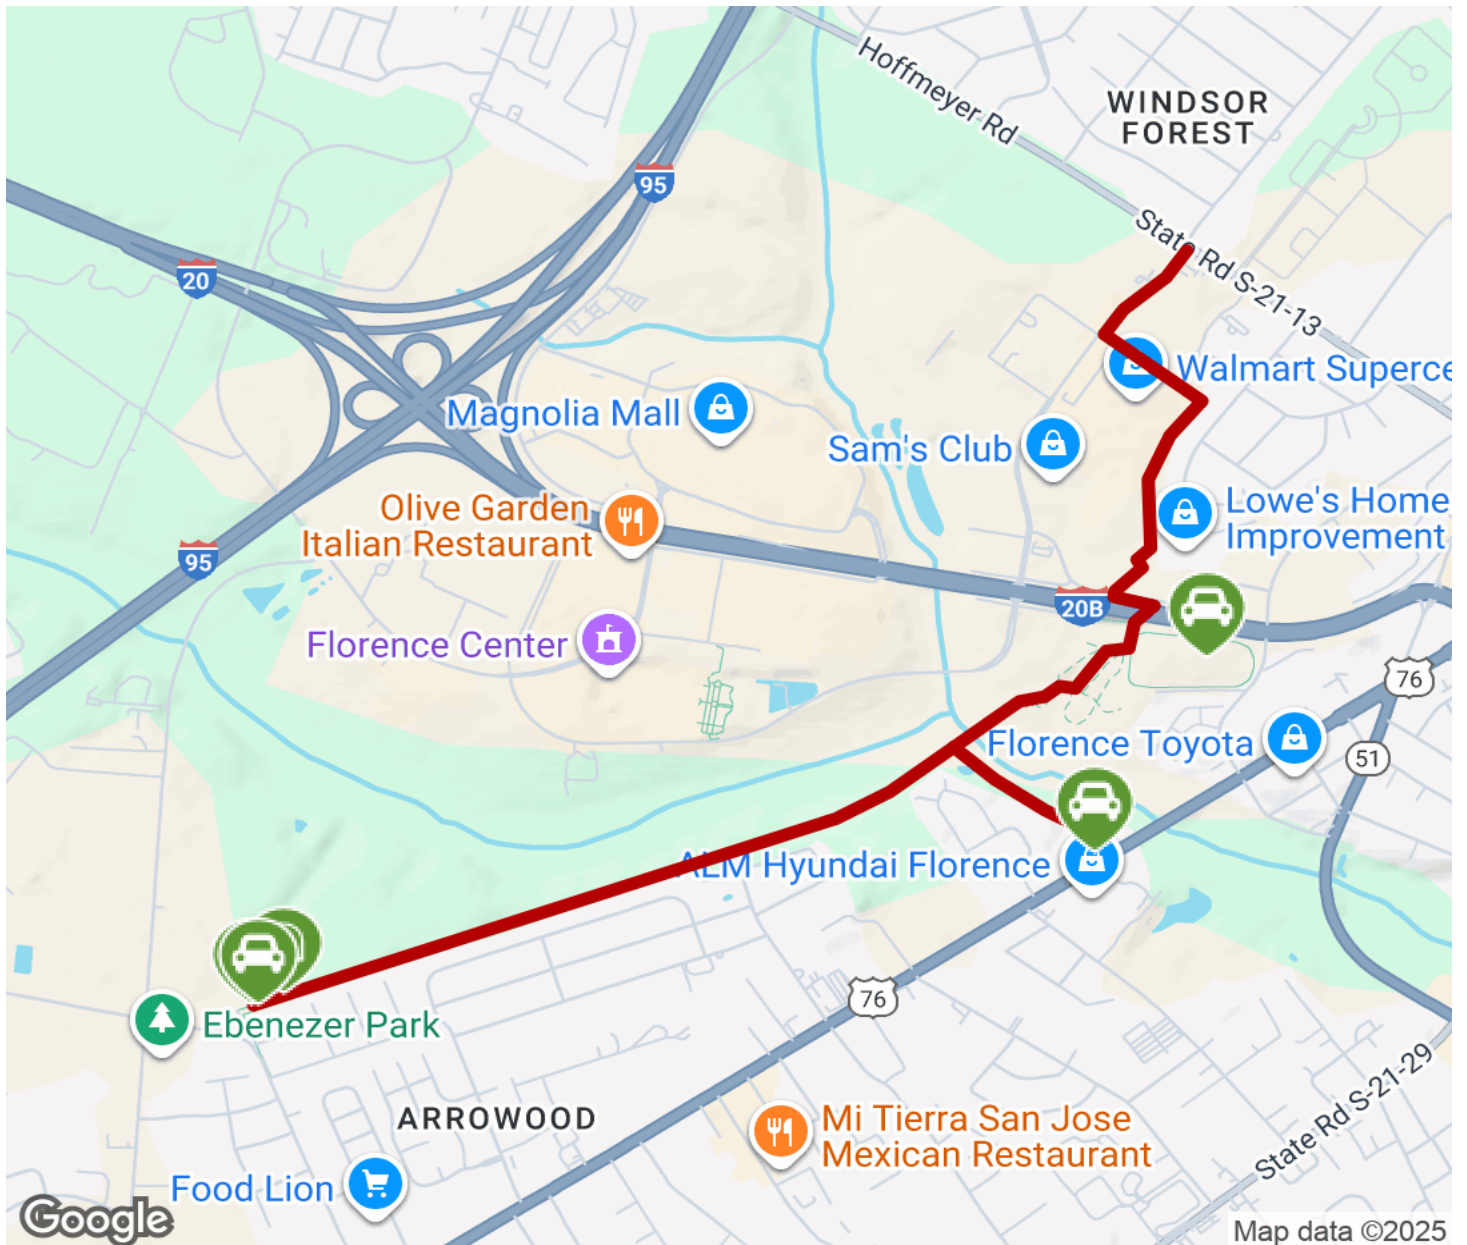 Hoffmeyer Rd
WINDSOR
FOREST
95
State Rd S-21-13
20
Walmart Superce
Magnolia Mall
Sam's Club
Olive Garden
Italian Restaurant
Lowe's Home
Improvement
95
20B
Florence Center
76
Florence Toyota
51
ALM Hyundai Florence
76
Ebenezer Park
ARROWOOD
Mi Tierra San Jose
Mexican Restaurant
State Rd S-21-29
Food Lion
Google
Map data ©2025